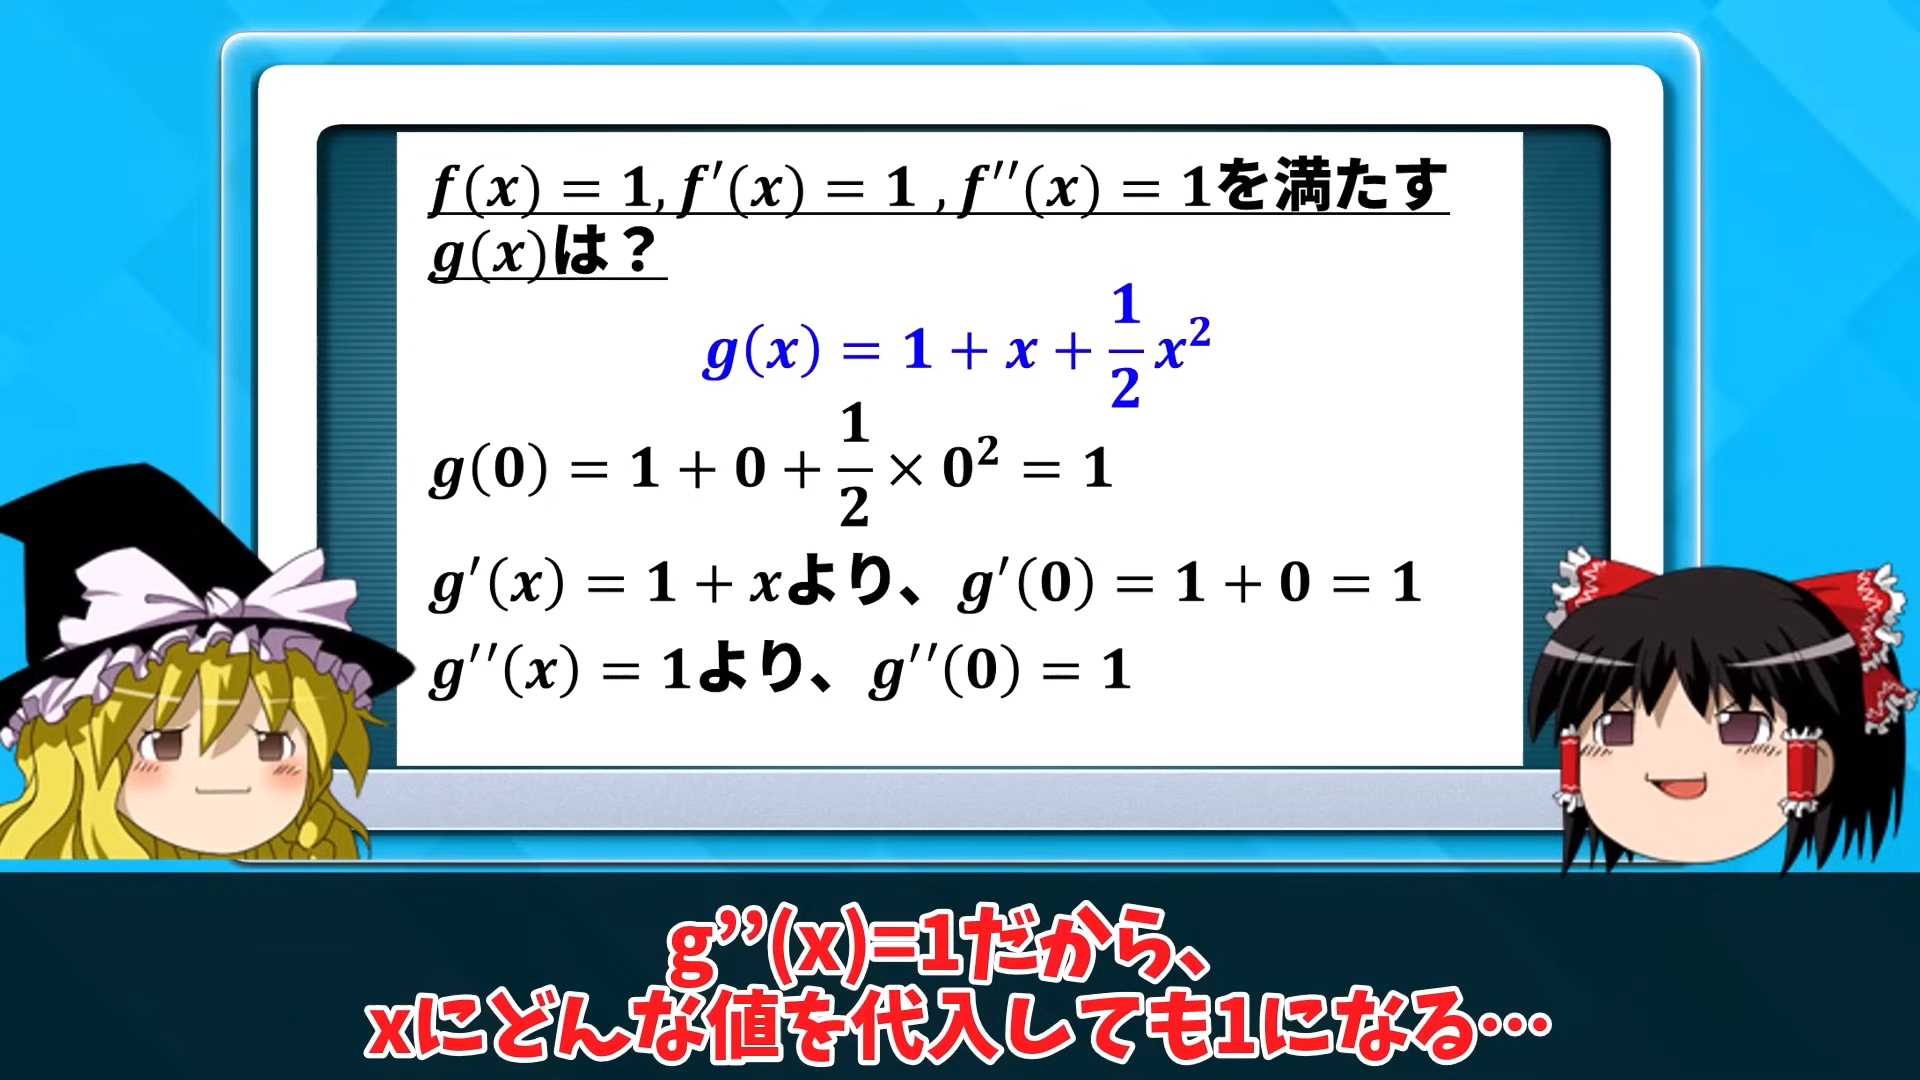 f(x) = 1, f′(x) = 1 , f′′(x) = 1を満たす
g(x)は？
g(x) = 1 + x + \frac{1}{2} x²
g(0) = 1 + 0 + \frac{1}{2} × 0² = 1
g′(x) = 1 + xより、g′(0) = 1 + 0 = 1
g′′(x) = 1より、g′′(0) = 1
g’’(x)=1だから、
xにどんな値を代入しても1になる…